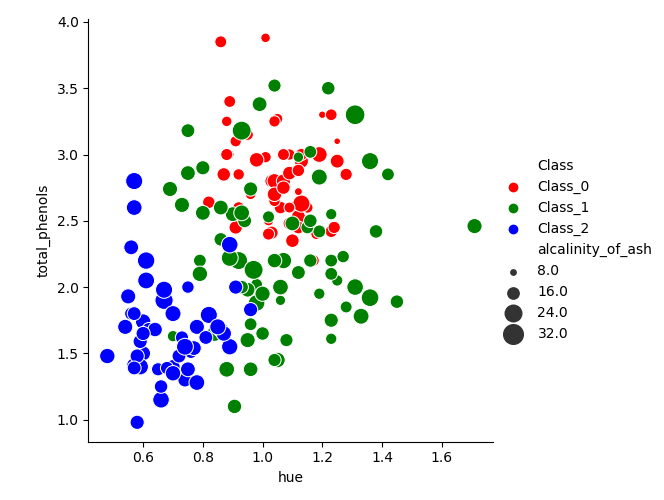 4.0
3.5
3.0
2.5
2.0
1.5
1.0
total_phenols
0.6 0.8 1.0 1.2 1.4 1.6
hue
Class
Class_0
Class_1
Class_2
alcalinity_of_ash
8.0
16.0
24.0
32.0